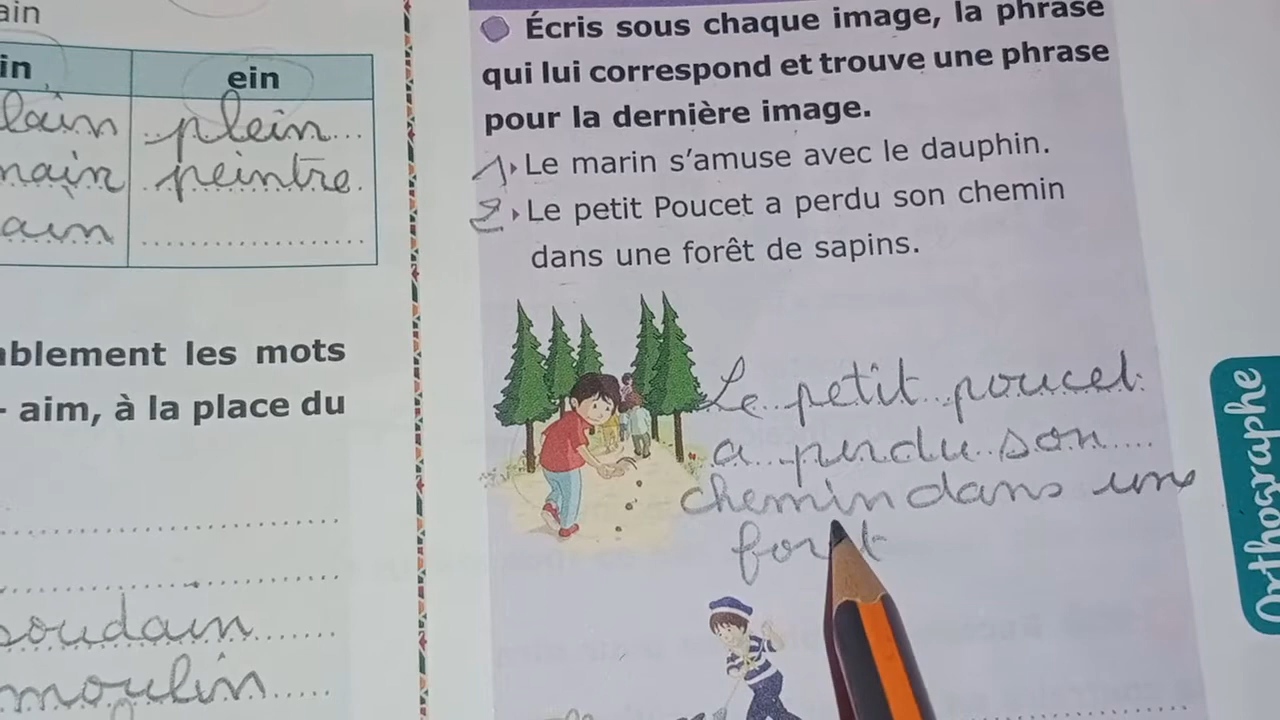 ain
in
ein
lain
plein
nain
peintre
ain
ablement les mots
- aim, à la place du
soudain
moulin
Écris sous chaque image, la phrase
qui lui correspond et trouve une phrase
pour la dernière image.
1 Le marin s'amuse avec le dauphin.
2 Le petit Poucet a perdu son chemin
dans une forêt de sapins.
Le petit poucet
a perdu son
chemin dans une
Orthographe